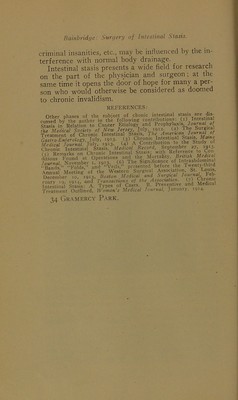 Bainbridge: Surgery of Intestinal Stasis
criminal insanities, etc., may be influenced by the in-
terference with normal body drainage.
Intestinal stasis presents a wide field for research
on the part of the physician and surgeon; at the
same time it opens the door of hope for many a per-
son who would otherwise be considered as doomed
to chronic invalidism.
REFERENCES:
Other phases of the subject of chronic intestinal stasis are dis-
cussed by the author in the following contributions: (1) Intestinal
Stasis in Relation to Cancer Etiology and Prophylaxis, Journal of
the Medical Society of New Jersey, July, 1912. (2) The Surgical
Treatment of Chronic Intestinal Stasis, The American Journal of
Gastro-Enterology, July, 1912. (3) Chronic Intestinal Stasis, Maine
Medical Journal, July, 1913. (4) A Contribution to the Study of
Chronic Intestinal Stasis, Medical Record, September 27, 1913.
(5) Remarks on Chronic Intestinal Stasis, with Reference to Con-
ditions Found at Operations and the Mortality, British Medical
Journal, November 1, 1913. (6) The Significance of Intraabdominal
"Bands," "Folds," and "Veils," presented before the Twenty-third
Annual Meeting of the Western Surgical Association, St. Louis,
December 20, 1913, Boston Medical and Surgical Journal, Feb-
ruary 19, 1914, and Transactions of the Association. (7) Chronic
Intestinal Stasis: A. Types of Cases. B. Preventive and Medical
Treatment Outlined, Women's Medical Journal, January, 1914.
34 GRAMERCY PARK.